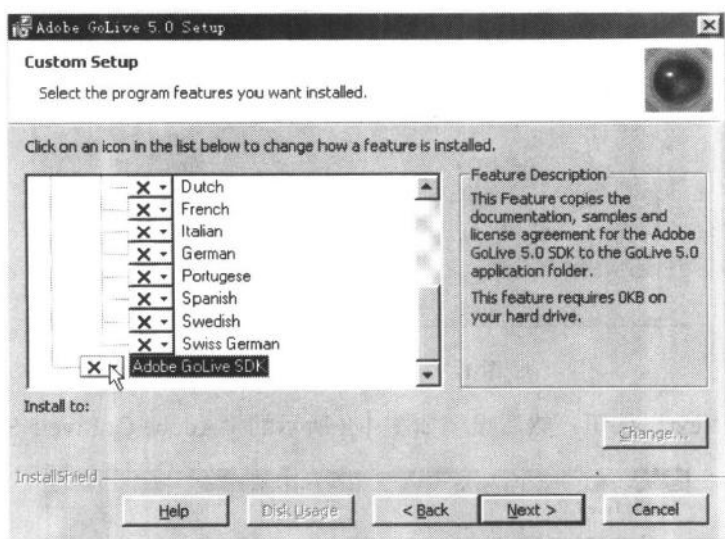 Adobe GoLive 5.0 Setup
Custom Setup
Select the program features you want installed.
Click on an icon in the list below to change how a feature is installed.
Dutch
French
Italian
German
Portugese
Spanish
Swedish
Swiss German
Adobe GoLive SDK
Feature Description
This Feature copies the
documentation, samples and
license agreement for the Adobe
GoLive 5.0 SDK to the GoLive 5.0
application folder.
This feature requires 0KB on
your hard drive.
Install to:
Change...
InstallShield
Help
Disk Usage
< Back
Next >
Cancel